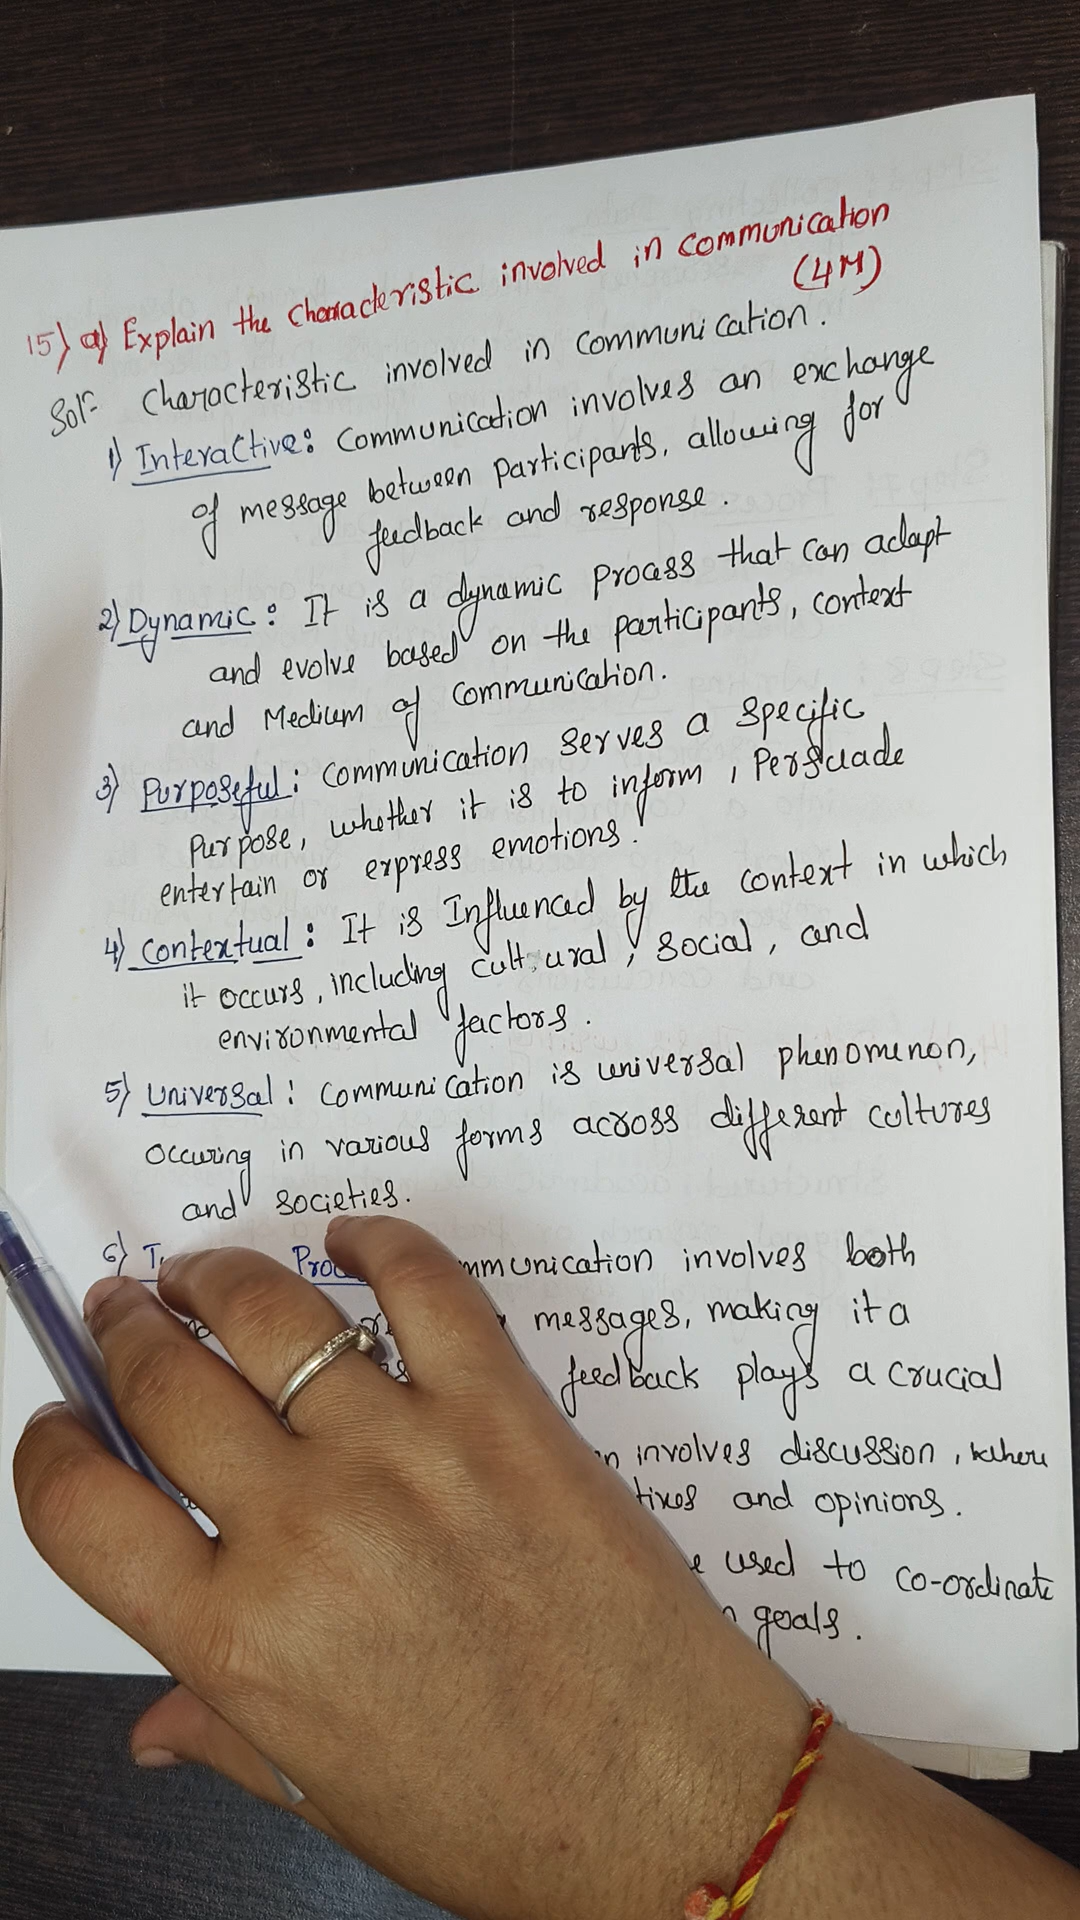 15) a) Explain the Characteristic involved in Communication
(4M)
Sol:- Characteristic involved in Communication.
1) Interactive: Communication involves an exchange
of message between participants, allowing for
feedback and response.
2) Dynamic: It is a dynamic process that can adapt
and evolve based on the participants, context
and Medium of Communication.
3) Purposeful: Communication serves a specific
Purpose, whether it is to inform, Persuade
entertain or express emotions.
4) Contextual: It is Influenced by the context in which
it occurs, including cultural, social, and
environmental factors.
5) Universal: Communication is universal phenomenon,
occuring in various forms across different cultures
and societies.
6) involves both
messages, making it a
feedback plays a crucial
involves discussion, where
and opinions.
used to co-ordinate
goals.